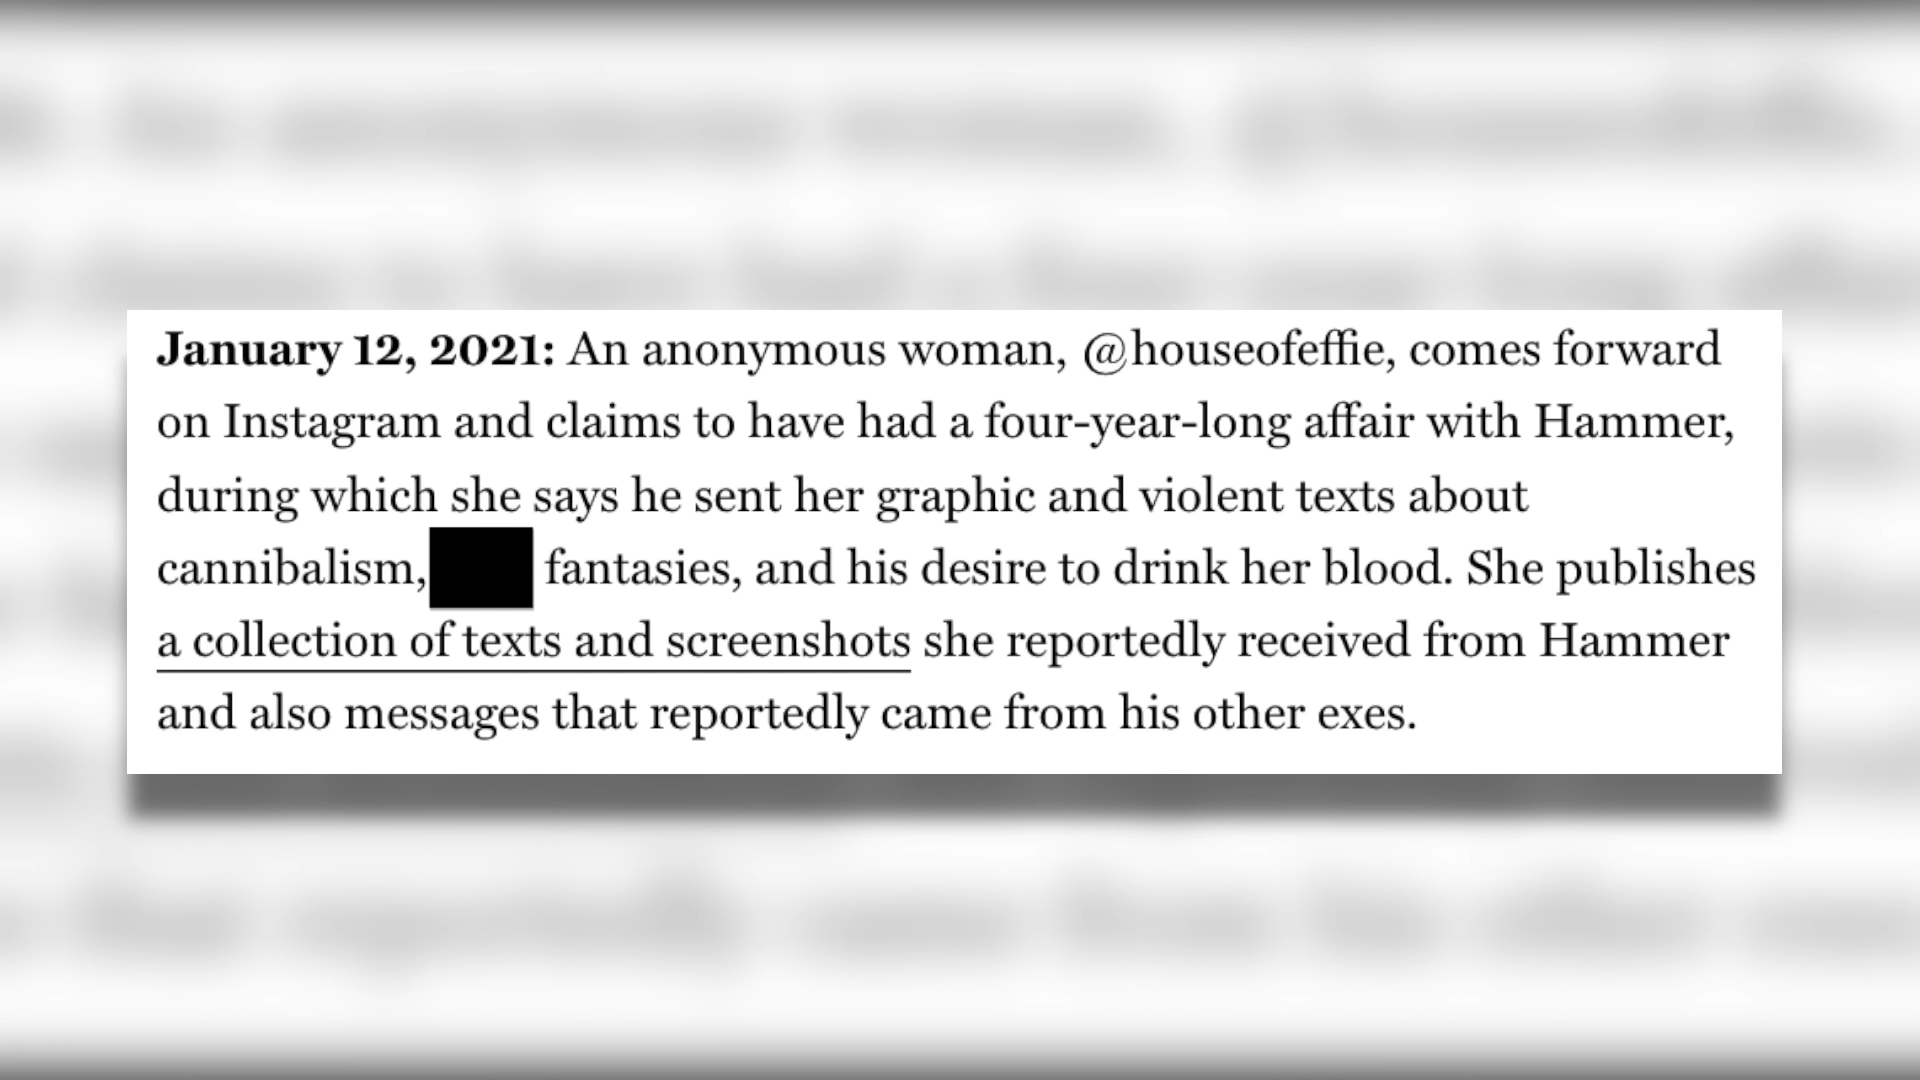 January 12, 2021: An anonymous woman, @houseofeffie, comes forward
on Instagram and claims to have had a four-year-long affair with Hammer,
during which she says he sent her graphic and violent texts about
cannibalism, fantasies, and his desire to drink her blood. She publishes
a collection of texts and screenshots she reportedly received from Hammer
and also messages that reportedly came from his other exes.